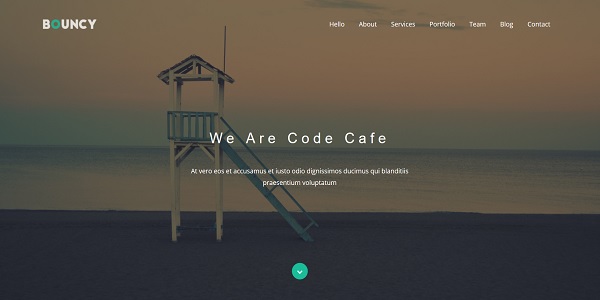 BOUNCY
Hello About Services Portfolio Team Blog Contact
We Are Code Cafe
At vero eos et accusamus et iusto odio dignissimos ducimus qui blanditiis
praesentium voluptatum